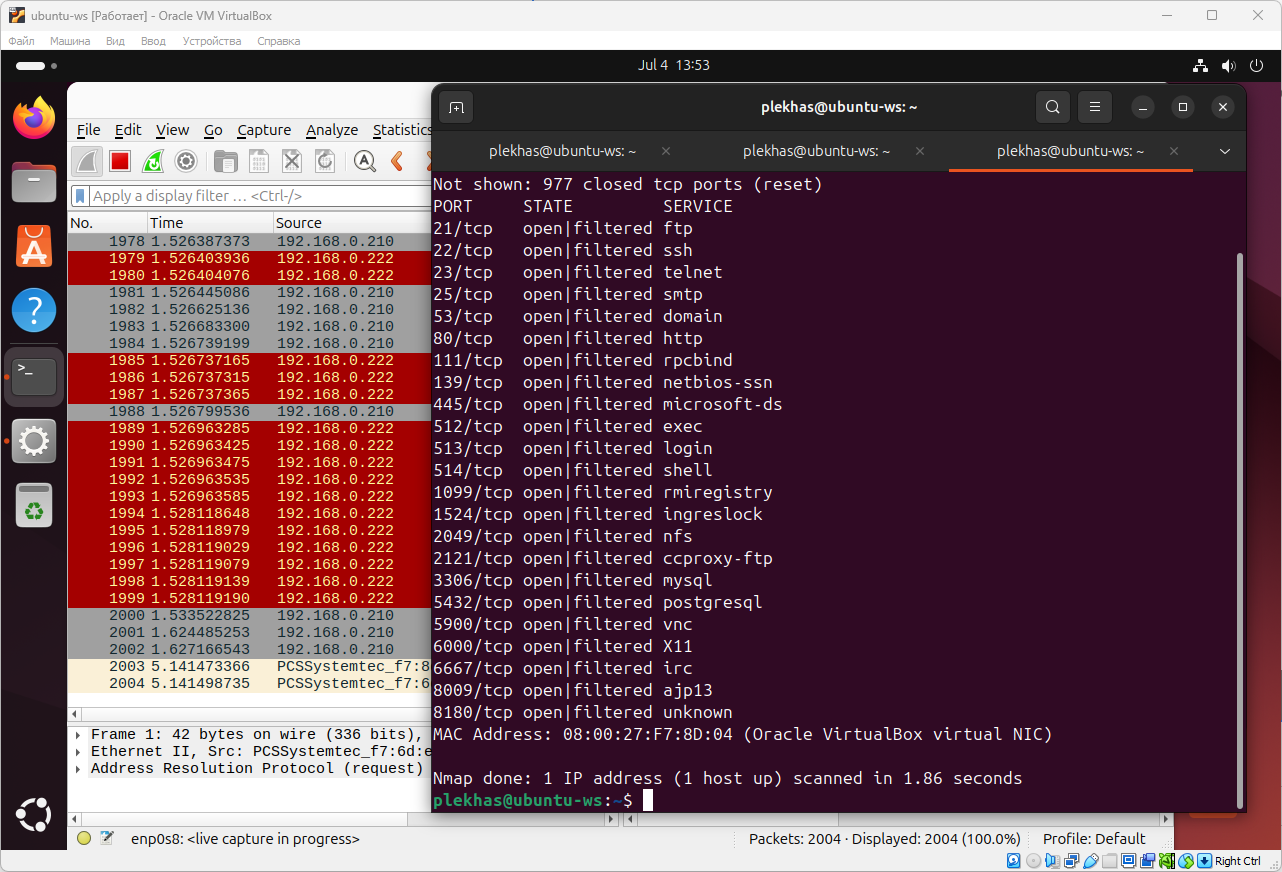 ubuntu-ws [Работает] - Oracle VM VirtualBox
Файл Машина Вид Ввод Устройства Справка
Jul 4 13:53
plekhas@ubuntu-ws: ~
File Edit View Go Capture Analyze Statistics
plekhas@ubuntu-ws: ~ plekhas@ubuntu-ws: ~ plekhas@ubuntu-ws: ~
Apply a display filter … <Ctrl-/>
No. Time Source
1978 1.526387373 192.168.0.210
1979 1.526403936 192.168.0.222
1980 1.526404076 192.168.0.222
1981 1.526445086 192.168.0.210
1982 1.526625136 192.168.0.210
1983 1.526683300 192.168.0.210
1984 1.526739199 192.168.0.210
1985 1.526737165 192.168.0.222
1986 1.526737315 192.168.0.222
1987 1.526737365 192.168.0.222
1988 1.526799536 192.168.0.210
1989 1.526963285 192.168.0.222
1990 1.526963425 192.168.0.222
1991 1.526963475 192.168.0.222
1992 1.526963535 192.168.0.222
1993 1.526963585 192.168.0.222
1994 1.528118648 192.168.0.222
1995 1.528118979 192.168.0.222
1996 1.528119029 192.168.0.222
1997 1.528119079 192.168.0.222
1998 1.528119139 192.168.0.222
1999 1.528119190 192.168.0.222
2000 1.533522825 192.168.0.210
2001 1.624485253 192.168.0.210
2002 1.627166543 192.168.0.210
2003 5.141473366 PCSSystemtec_f7:8
2004 5.141498735 PCSSystemtec_f7:6
Frame 1: 42 bytes on wire (336 bits),
Ethernet II, Src: PCSSystemtec_f7:6d:e
Address Resolution Protocol (request)
Not shown: 977 closed tcp ports (reset)
PORT STATE SERVICE
21/tcp open|filtered ftp
22/tcp open|filtered ssh
23/tcp open|filtered telnet
25/tcp open|filtered smtp
53/tcp open|filtered domain
80/tcp open|filtered http
111/tcp open|filtered rpcbind
139/tcp open|filtered netbios-ssn
445/tcp open|filtered microsoft-ds
512/tcp open|filtered exec
513/tcp open|filtered login
514/tcp open|filtered shell
1099/tcp open|filtered rmiregistry
1524/tcp open|filtered ingreslock
2049/tcp open|filtered nfs
2121/tcp open|filtered ccproxy-ftp
3306/tcp open|filtered mysql
5432/tcp open|filtered postgresql
5900/tcp open|filtered vnc
6000/tcp open|filtered X11
6667/tcp open|filtered irc
8009/tcp open|filtered ajp13
8180/tcp open|filtered unknown
MAC Address: 08:00:27:F7:8D:04 (Oracle VirtualBox virtual NIC)
Nmap done: 1 IP address (1 host up) scanned in 1.86 seconds
plekhas@ubuntu-ws:~$
enp0s8: <live capture in progress> Packets: 2004 · Displayed: 2004 (100.0%) Profile: Default
Right Ctrl